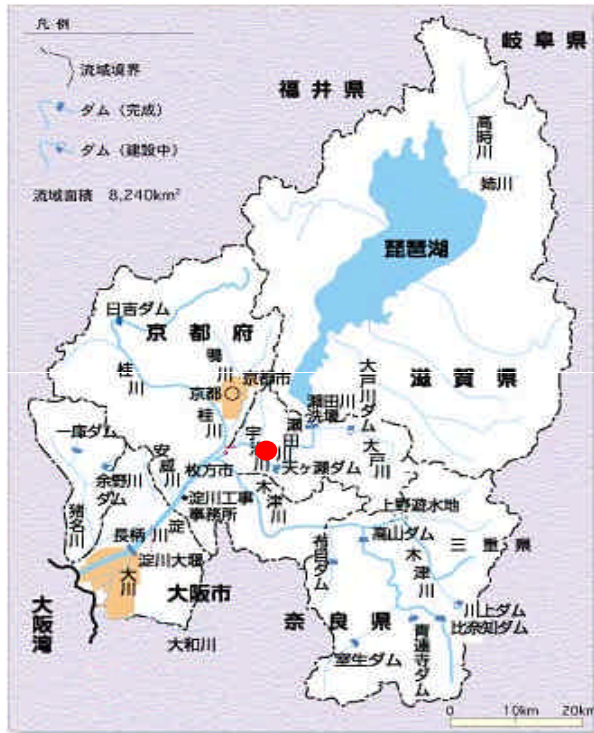 凡例
流域境界
ダム（完成）
ダム（建設中）
流域面積 8,240km²
岐阜県
福井県
高時川
姉川
琵琶湖
日吉ダム
京都府
鴨川
京都
京都市
桂川
桂川
滋賀県
大戸川ダム
大戸川
瀬田川洗堰
瀬田川
宇治川
天ヶ瀬ダム
一庫ダム
余野川ダム
安威川
枚方市
淀川工事事務所
木津川
猪名川
長柄
淀川
淀川大堰
大川
大阪市
大阪湾
大和川
上野遊水地
高山ダム
三重県
布目ダム
木津川
奈良県
川上ダム
比奈知ダム
青蓮寺ダム
室生ダム
0 10km 20km